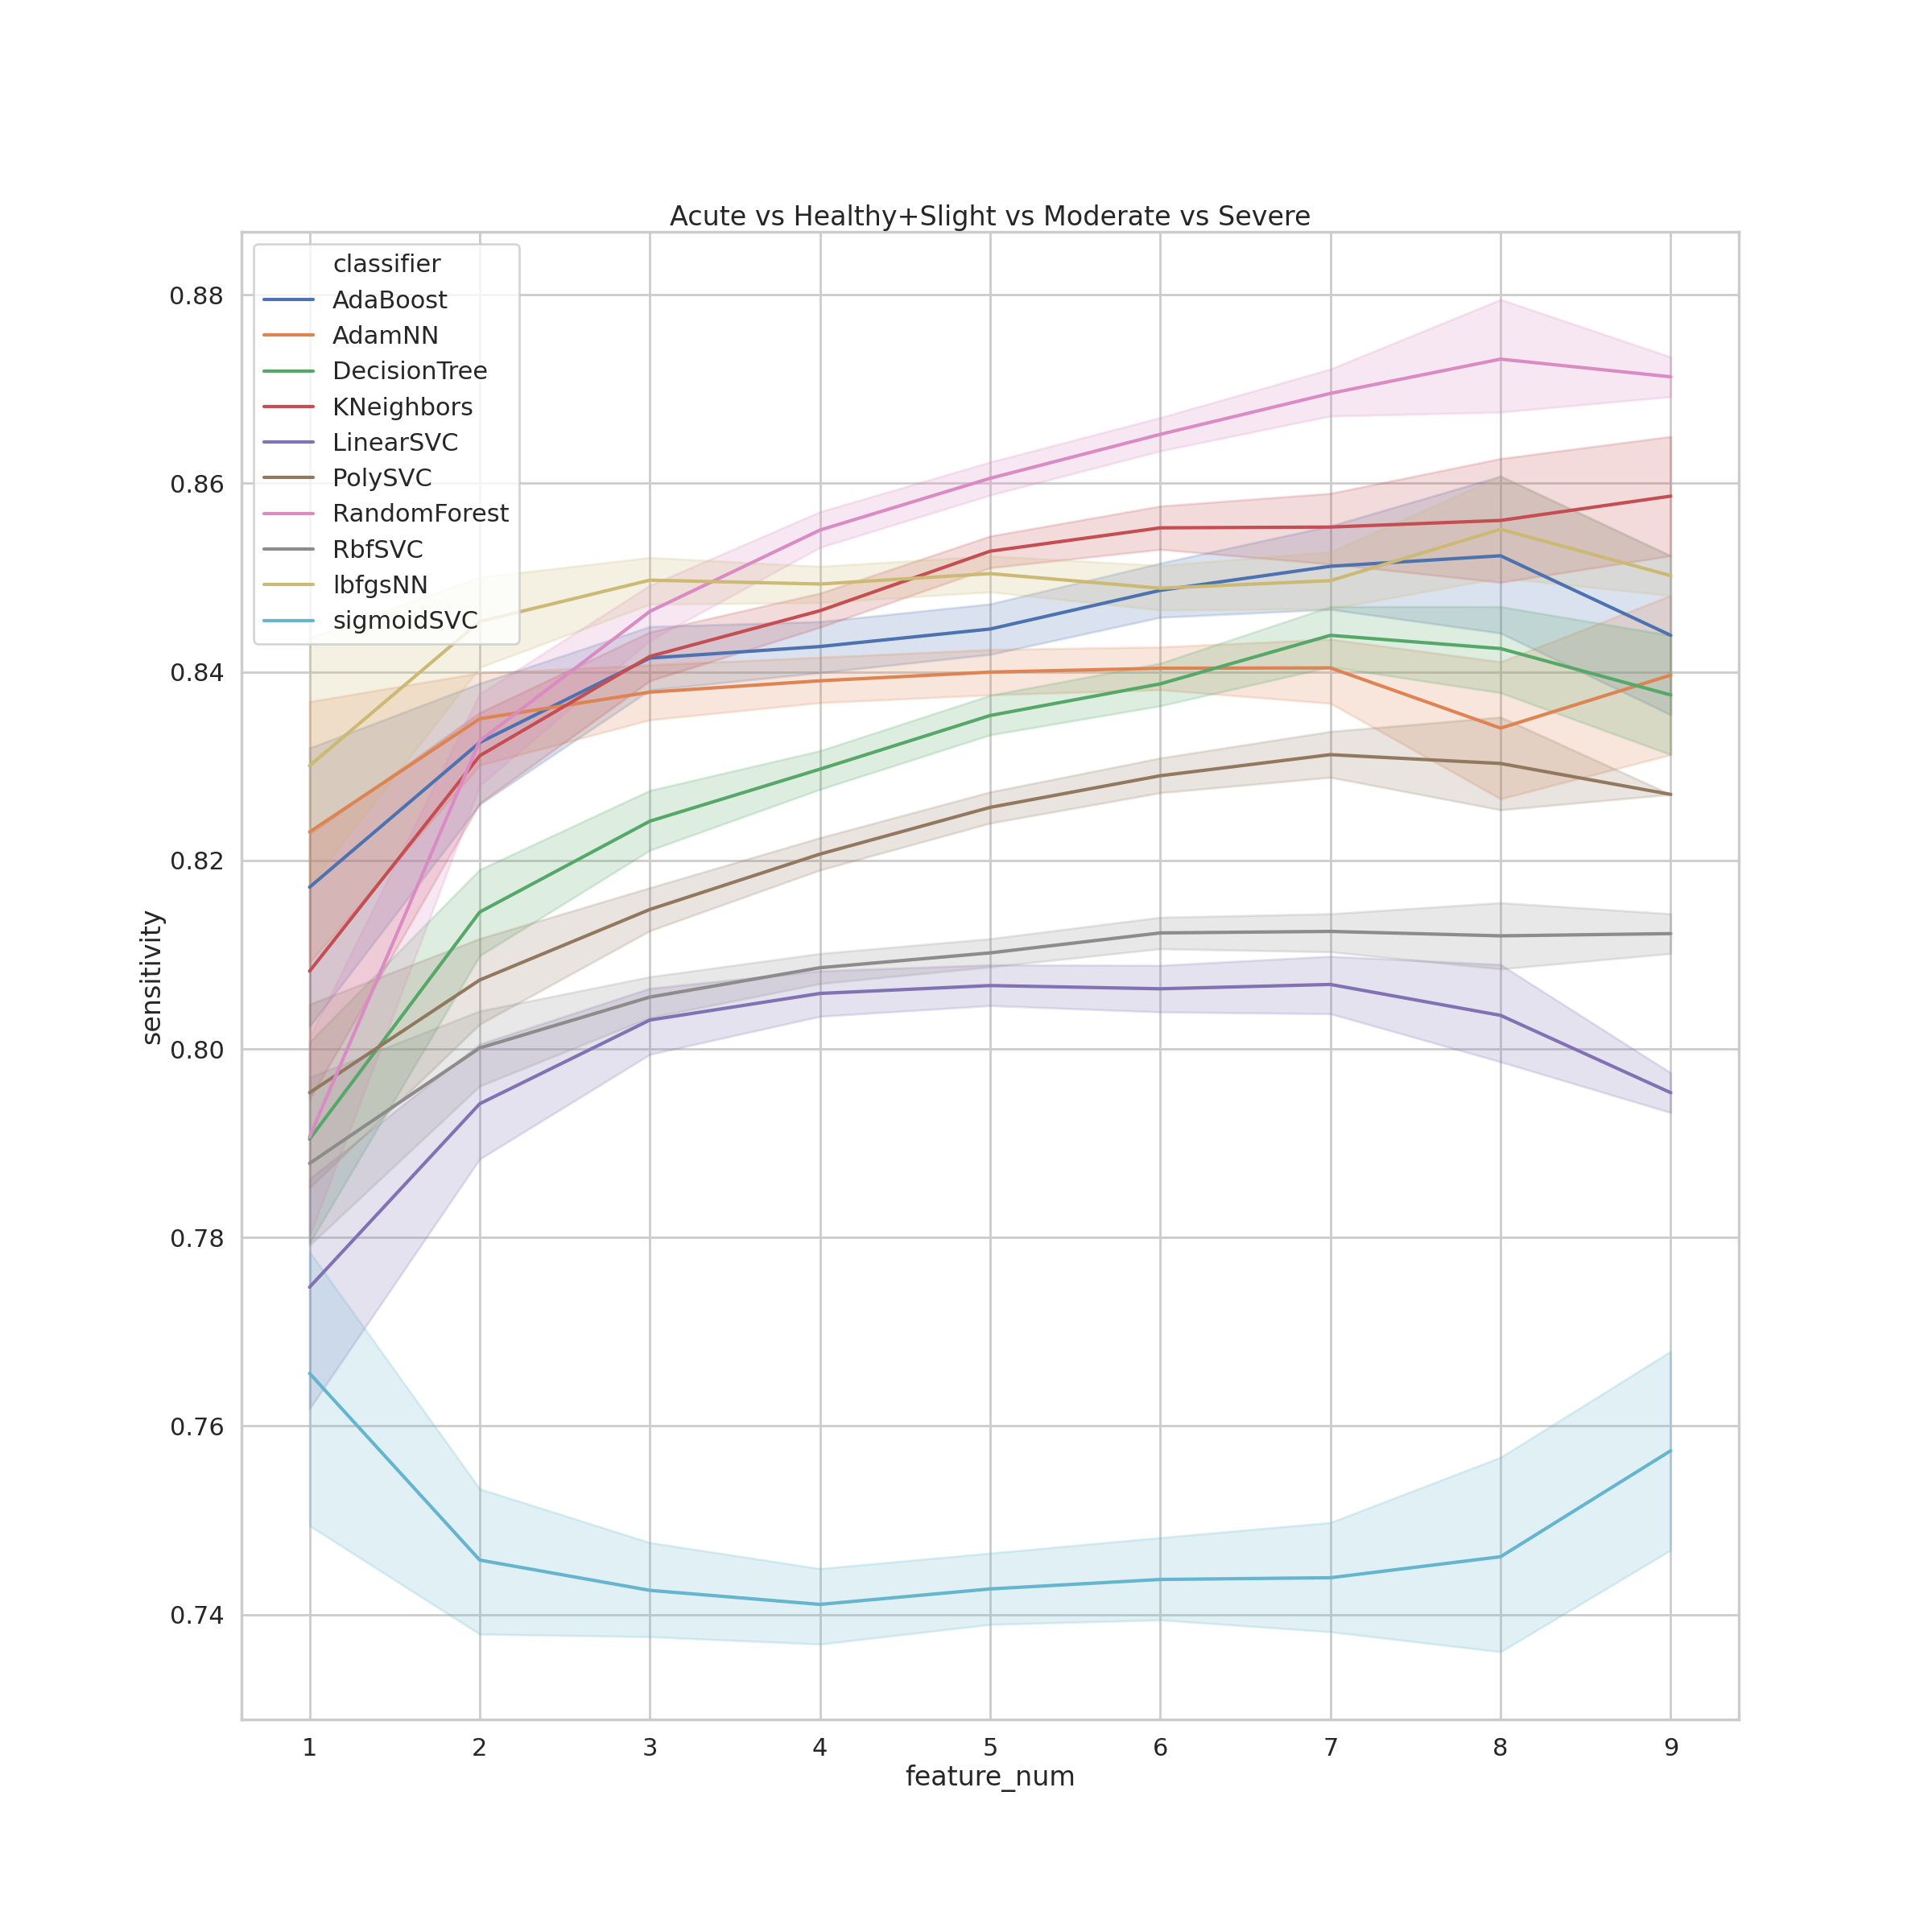 Acute vs Healthy+Slight vs Moderate vs Severe
classifier
AdaBoost
AdamNN
DecisionTree
KNeighbors
LinearSVC
PolySVC
RandomForest
RbfSVC
lbfgsNN
sigmoidSVC
0.88
0.86
0.84
0.82
0.80
0.78
0.76
0.74
sensitivity
1 2 3 4 5 6 7 8 9
feature_num